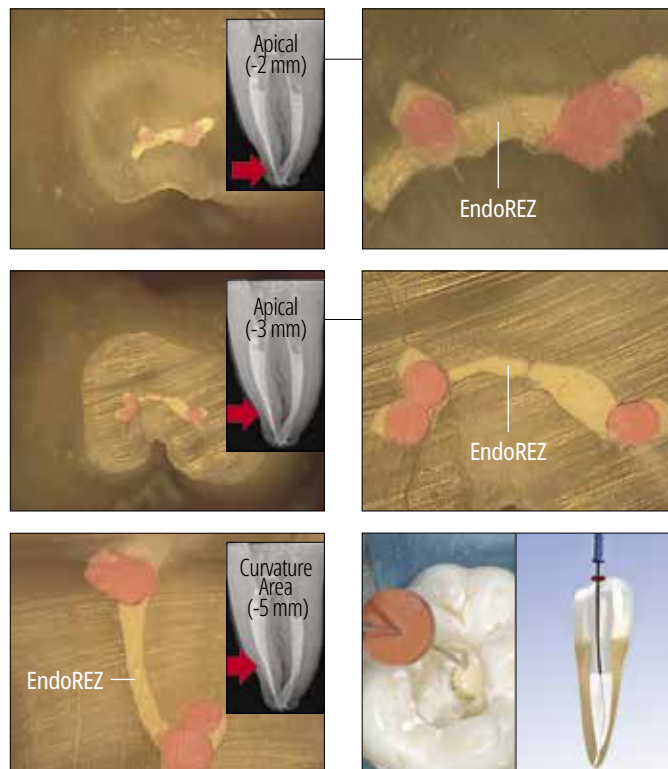 Apical
(-2 mm)
EndoREZ
Apical
(-3 mm)
EndoREZ
Curvature
Area
(-5 mm)
EndoREZ